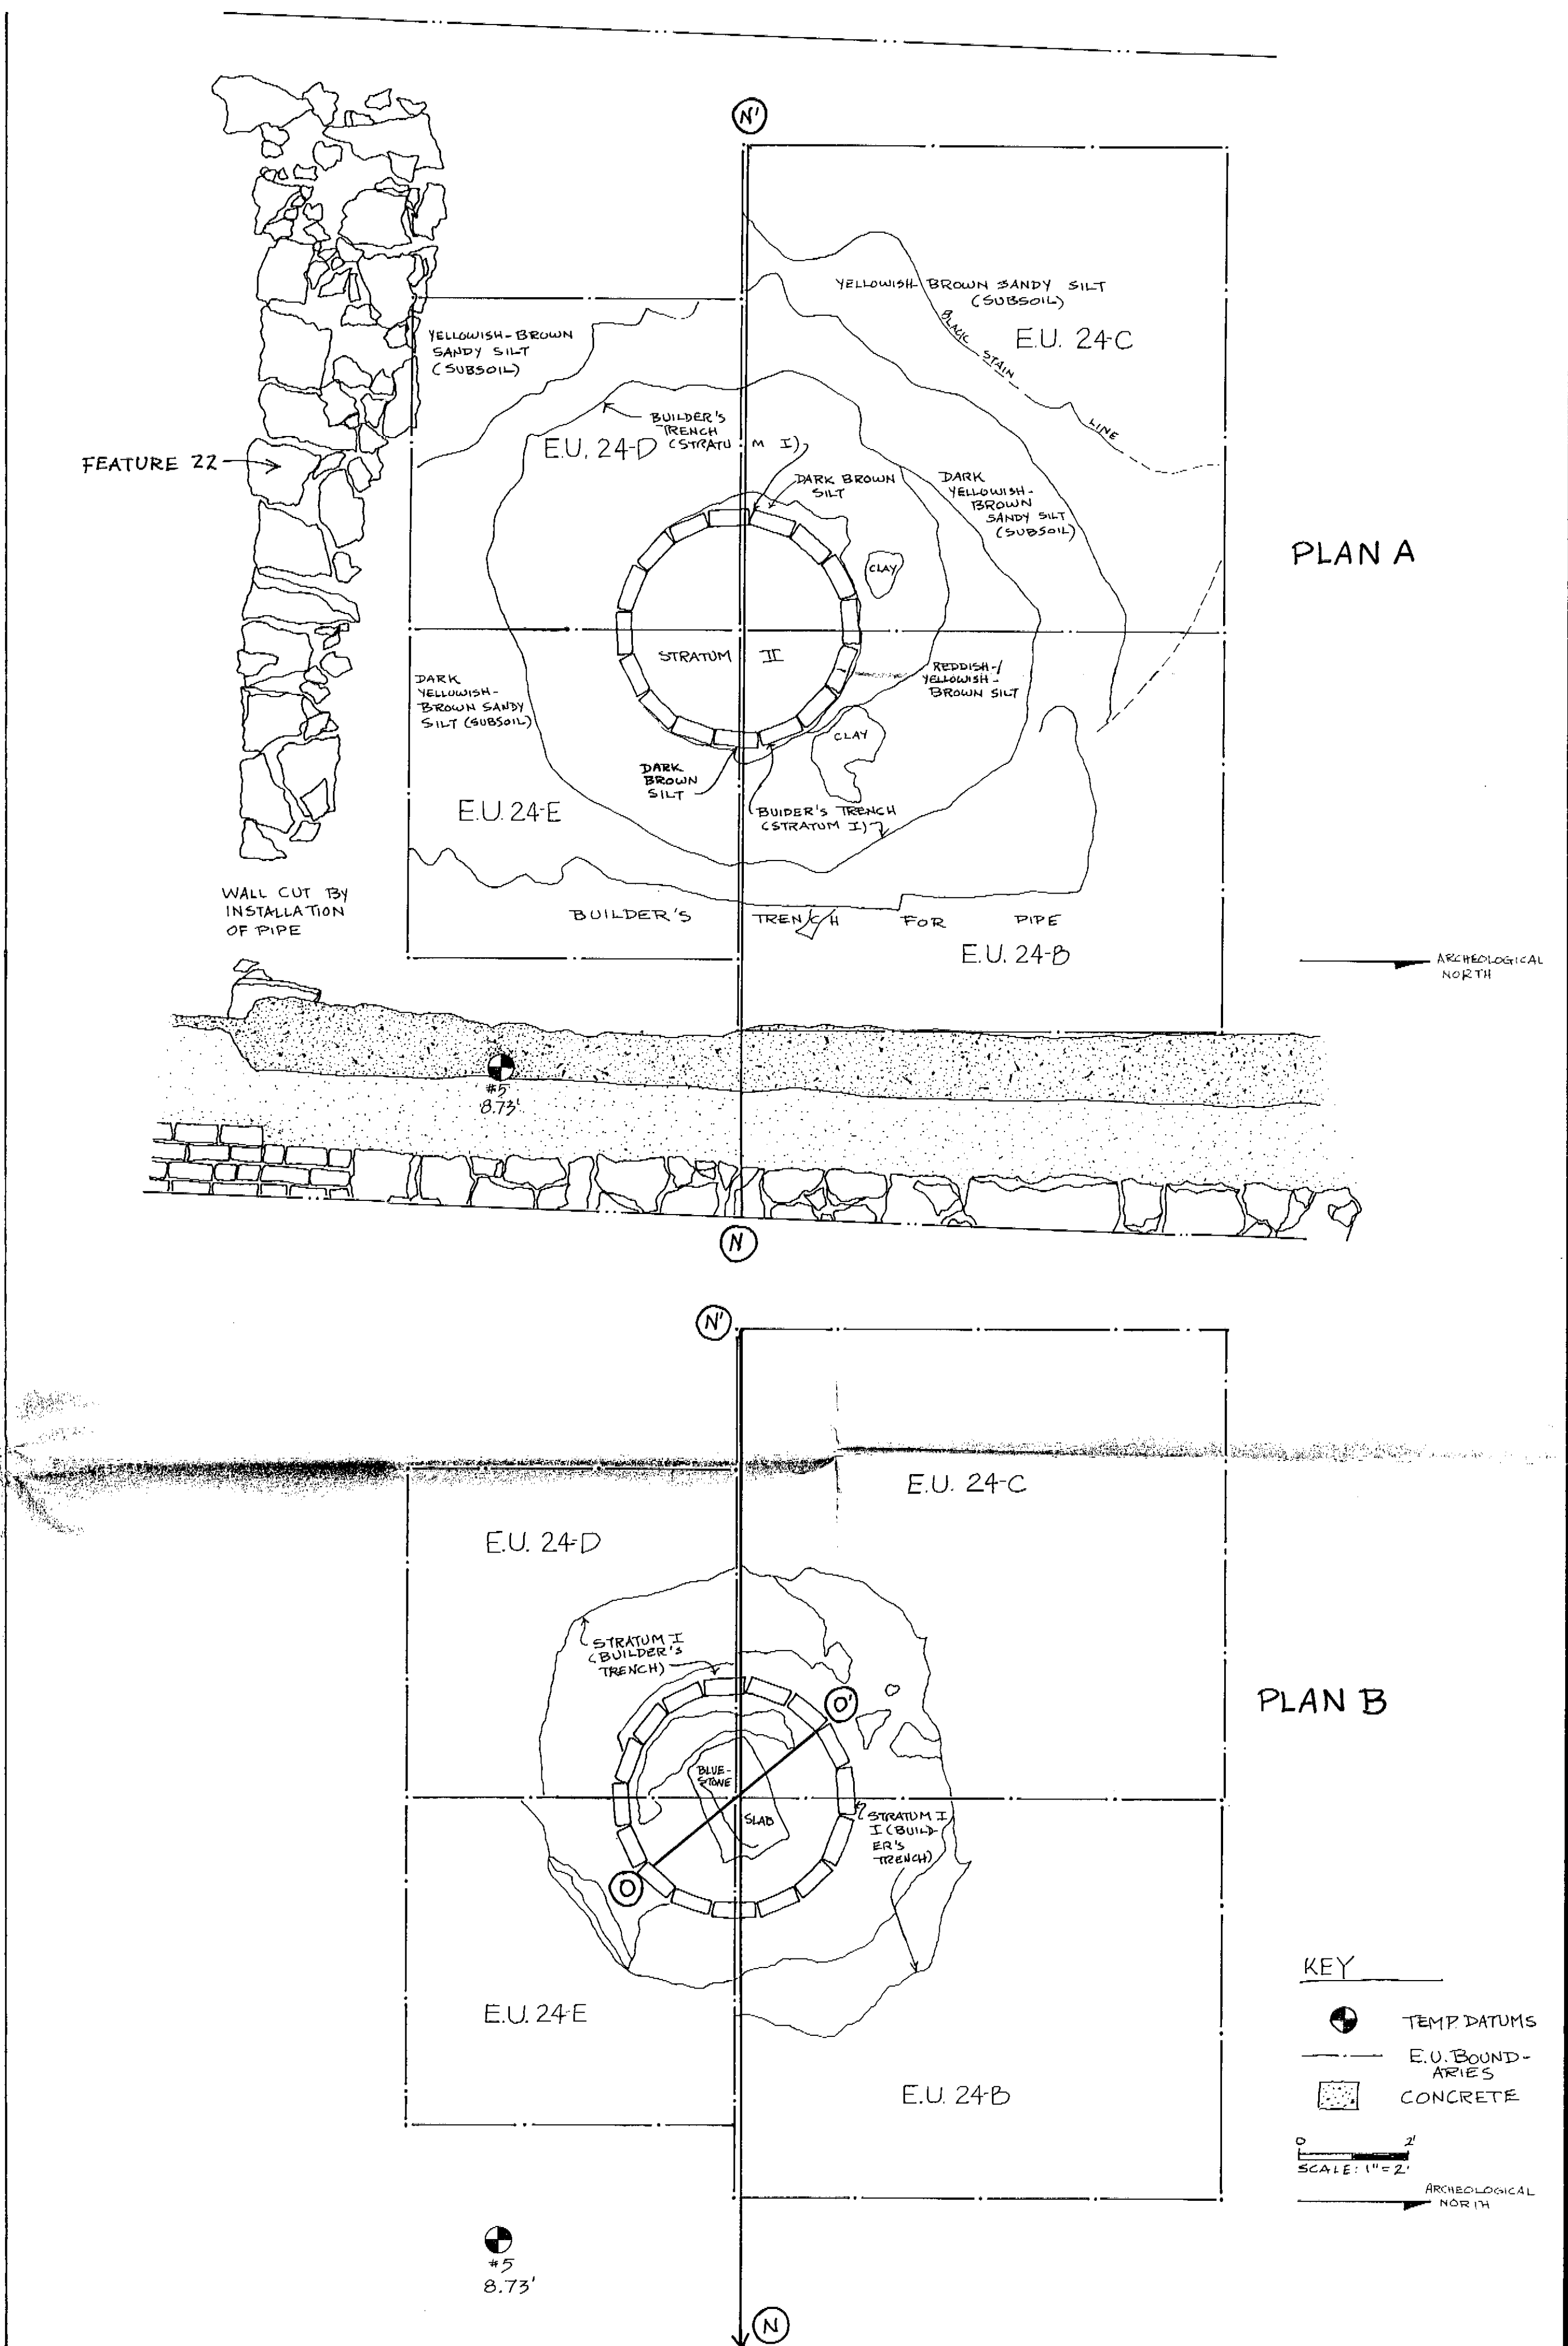 N'
YELLOWISH-BROWN SANDY SILT
(SUBSOIL)
E.U. 24-C
BLACK STAIN LINE
YELLOWISH-BROWN
SANDY SILT
(SUBSOIL)
BUILDER'S
TRENCH
(STRATUM I)
E.U. 24-D
FEATURE 22
DARK BROWN
SILT
DARK
YELLOWISH-
BROWN
SANDY SILT
(SUBSOIL)
CLAY
PLAN A
STRATUM II
REDDISH-/
YELLOWISH-
BROWN SILT
DARK
YELLOWISH-
BROWN SANDY
SILT (SUBSOIL)
CLAY
DARK
BROWN
SILT
E.U. 24-E
BUIDER'S TRENCH
(STRATUM I)
WALL CUT BY
INSTALLATION
OF PIPE
BUILDER'S TRENCH FOR PIPE
E.U. 24-B
ARCHEOLOGICAL
NORTH
#5
8.73'
N
N'
E.U. 24-C
E.U. 24-D
STRATUM I
(BUILDER'S
TRENCH)
O'
PLAN B
BLUE-
STONE
SLAB
STRATUM I
I (BUILD-
ER'S
TRENCH)
O
E.U. 24-E
E.U. 24-B
KEY
TEMP. DATUMS
E.U. BOUND-
ARIES
CONCRETE
0 2'
SCALE: 1"=2'
ARCHEOLOGICAL
NORTH
#5
8.73'
N